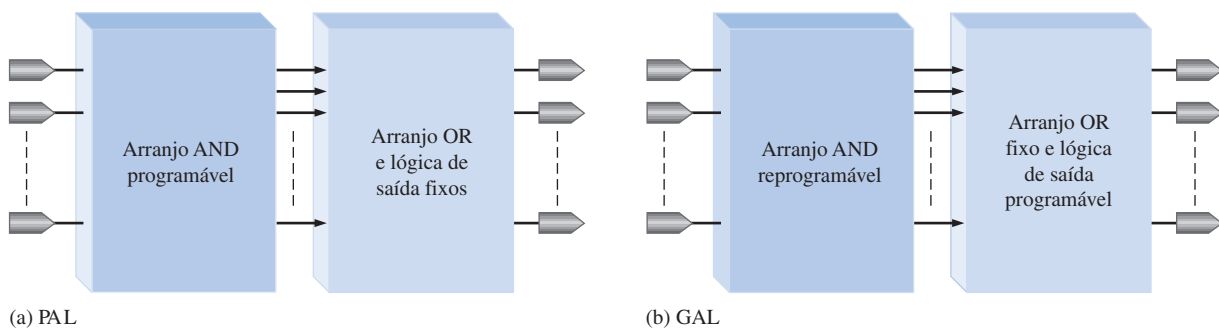 Arranjo AND
programável
Arranjo OR
e lógica de
saída fixos
(a) PAL
Arranjo AND
reprogramável
Arranjo OR
fixo e lógica
de saída
programável
(b) GAL